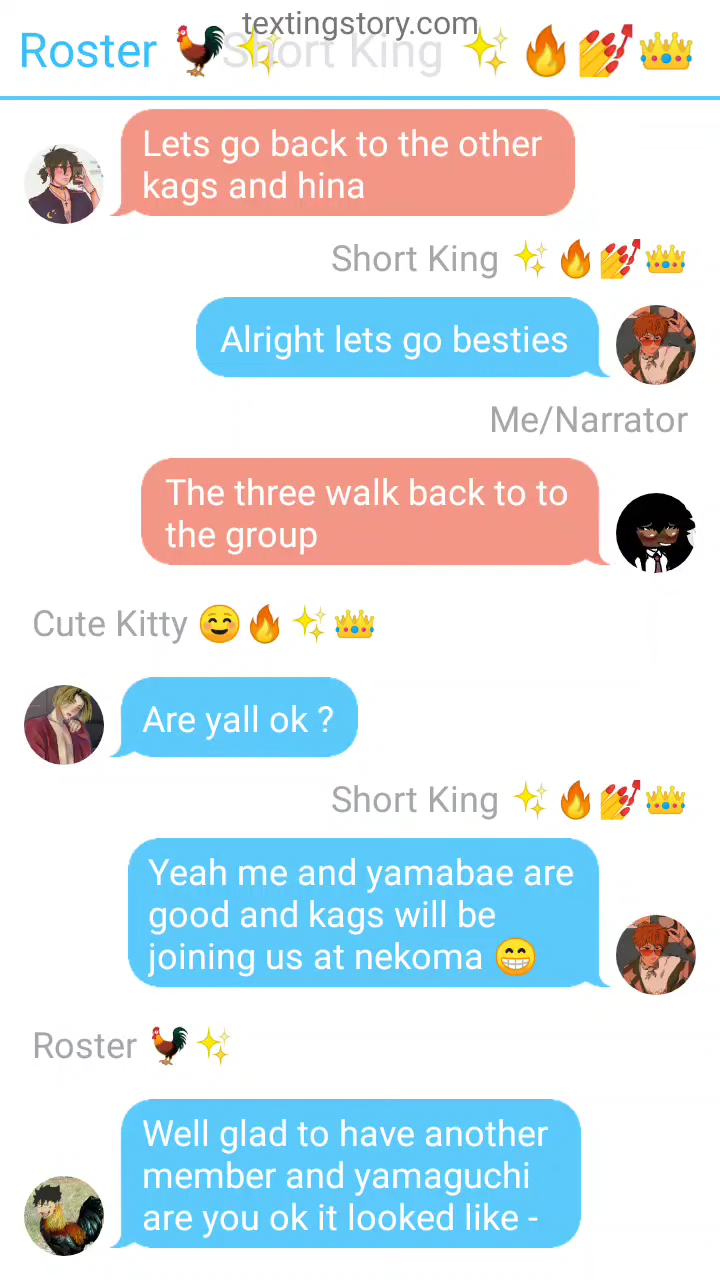 textingstory.com
Roster 🐓✨ Short King ✨🔥💅👑
Lets go back to the other
kags and hina
Short King ✨🔥💅👑
Alright lets go besties
Me/Narrator
The three walk back to to
the group
Cute Kitty ☺️🔥✨👑
Are yall ok ?
Short King ✨🔥💅👑
Yeah me and yamabae are
good and kags will be
joining us at nekoma 😁
Roster 🐓✨
Well glad to have another
member and yamaguchi
are you ok it looked like -